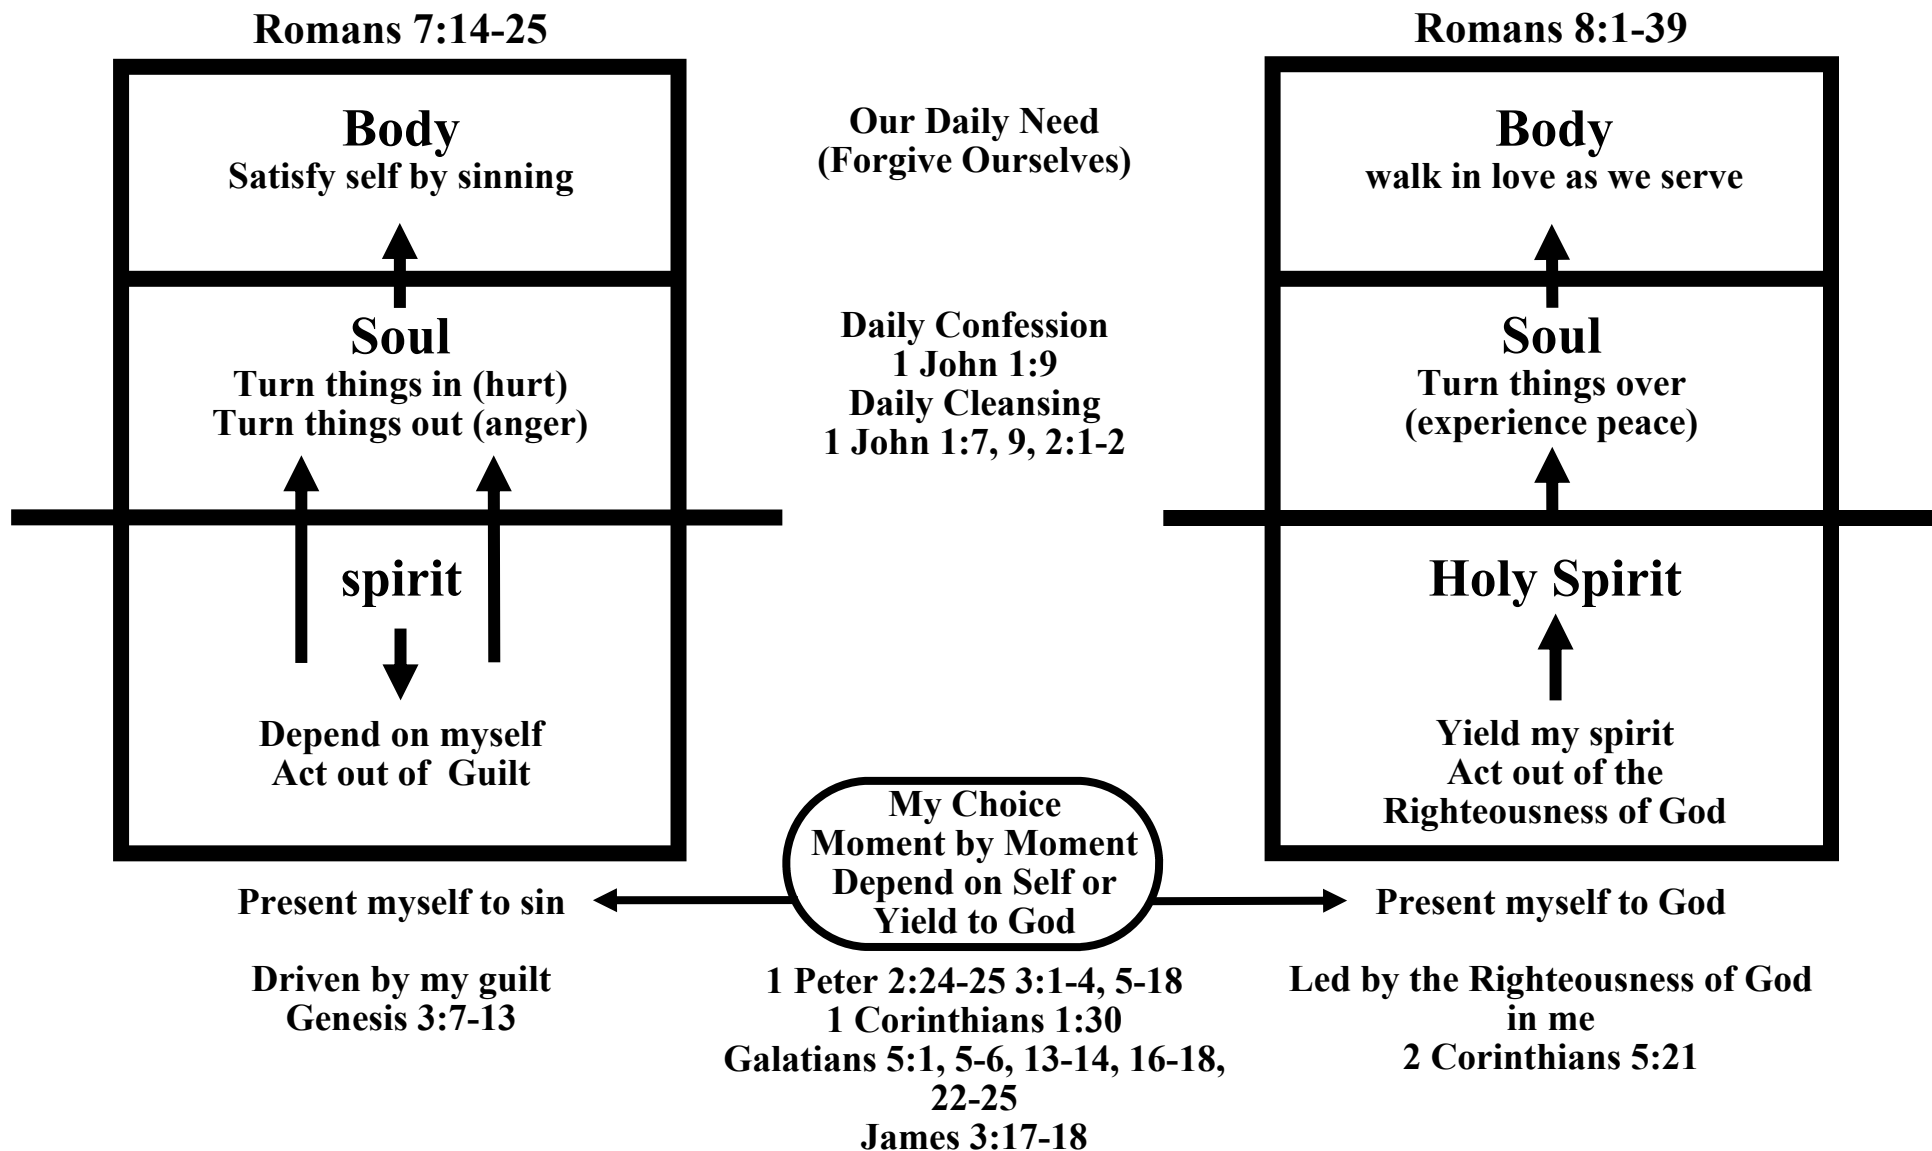 Romans 7:14-25
Body
Satisfy self by sinning
Soul
Turn things in (hurt)
Turn things out (anger)
spirit
Depend on myself
Act out of  Guilt
Present myself to sin
Driven by my guilt
Genesis 3:7-13
Our Daily Need
(Forgive Ourselves)
Daily Confession
1 John 1:9
Daily Cleansing
1 John 1:7, 9, 2:1-2
My Choice
Moment by Moment
Depend on Self or
Yield to God
1 Peter 2:24-25 3:1-4, 5-18
1 Corinthians 1:30
Galatians 5:1, 5-6, 13-14, 16-18,
22-25
James 3:17-18
Romans 8:1-39
Body
walk in love as we serve
Soul
Turn things over
(experience peace)
Holy Spirit
Yield my spirit
Act out of the
Righteousness of God
Present myself to God
Led by the Righteousness of God
in me
2 Corinthians 5:21